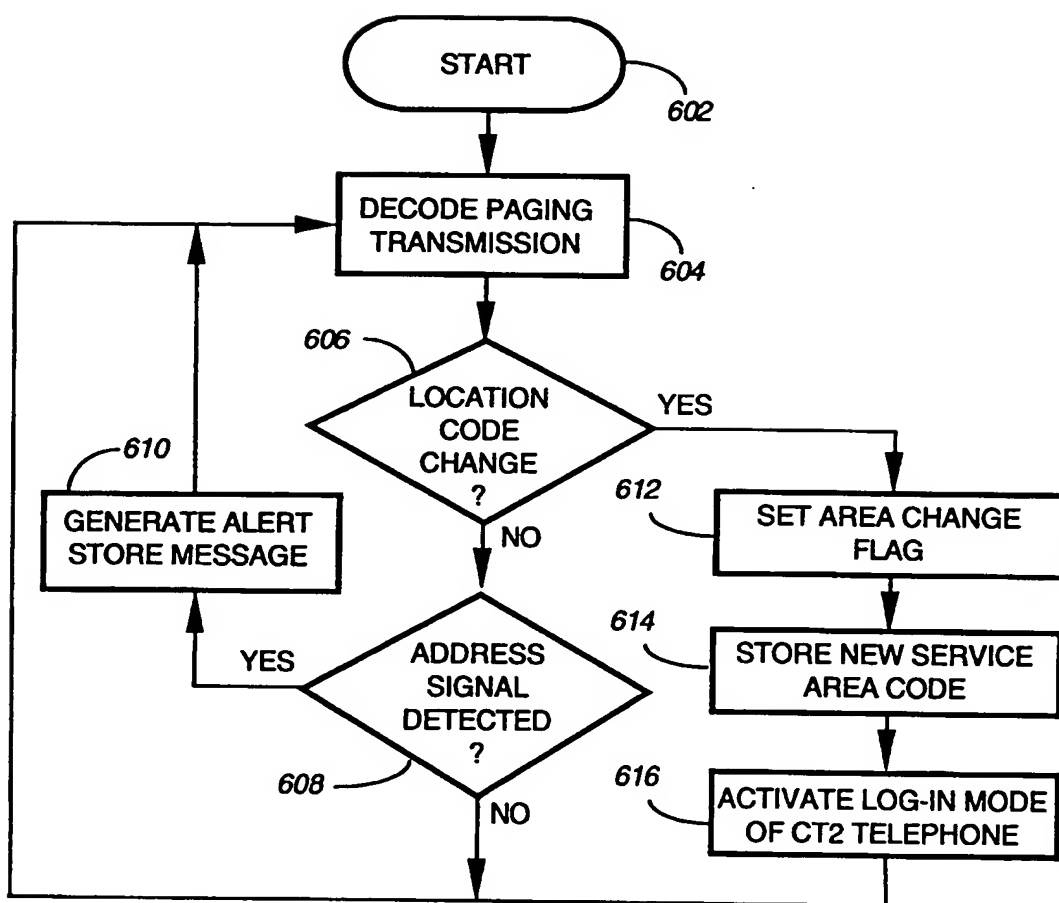 START
602
DECODE PAGING
TRANSMISSION
604
606
LOCATION
CODE
CHANGE
?
YES
NO
610
GENERATE ALERT
STORE MESSAGE
612
SET AREA CHANGE
FLAG
614
STORE NEW SERVICE
AREA CODE
YES
ADDRESS
SIGNAL
DETECTED
?
608
NO
616
ACTIVATE LOG-IN MODE
OF CT2 TELEPHONE